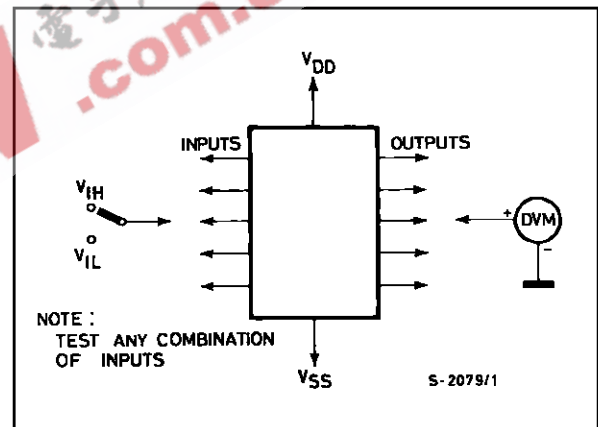 .com.
VDD
INPUTS
OUTPUTS
VIH
VIL
+
DVM
-
NOTE :
TEST ANY COMBINATION
OF INPUTS
VSS
S-2079/1